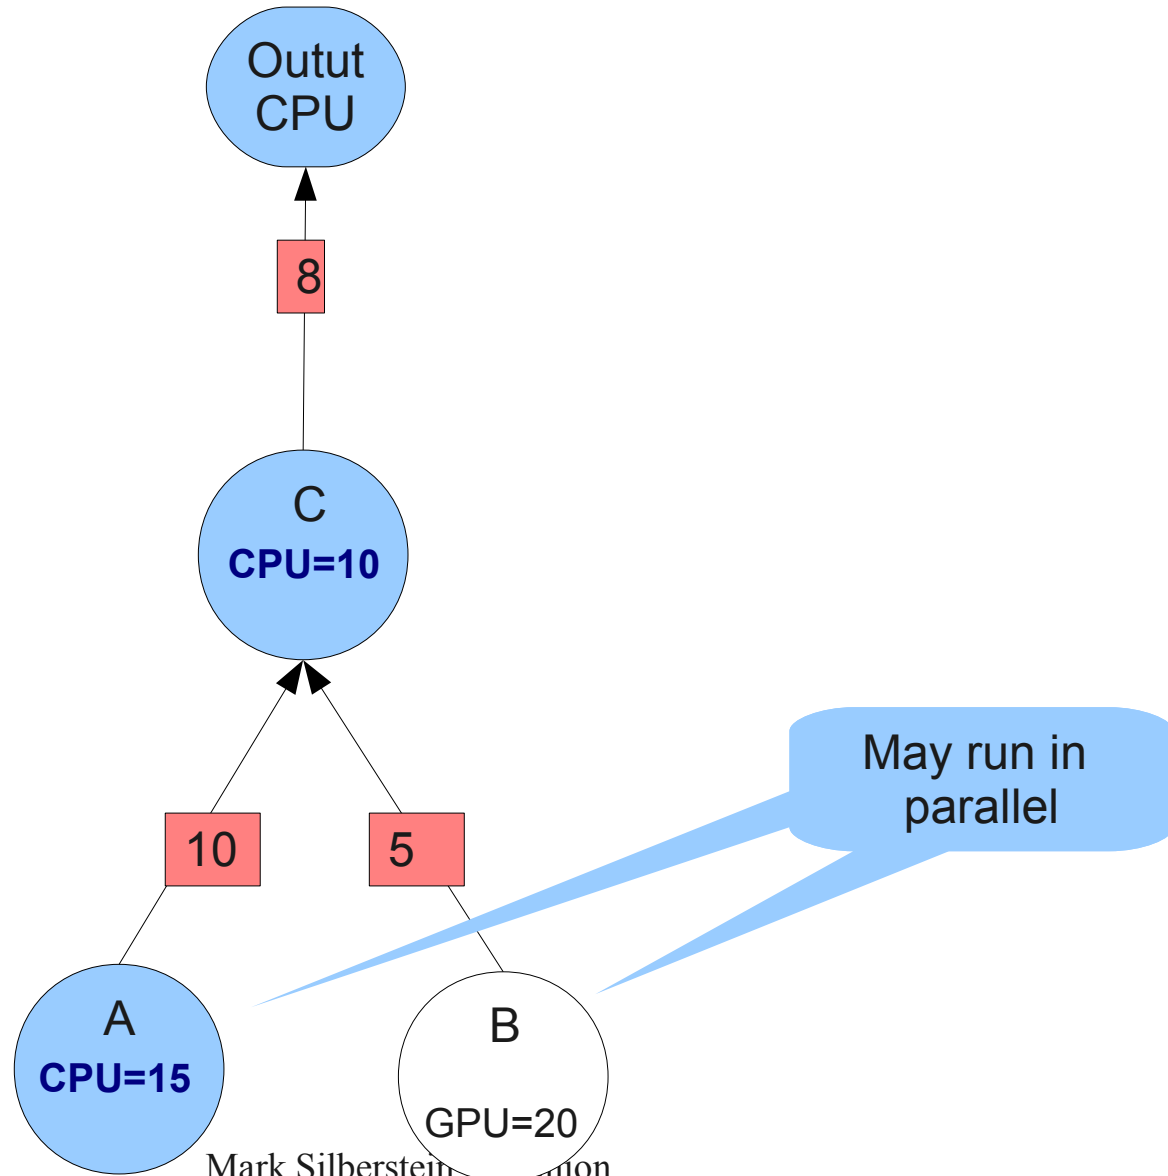 Outut
CPU
8
C
CPU=10
May run in
parallel
10
5
A
CPU=15
B
GPU=20
Mark Silberstein